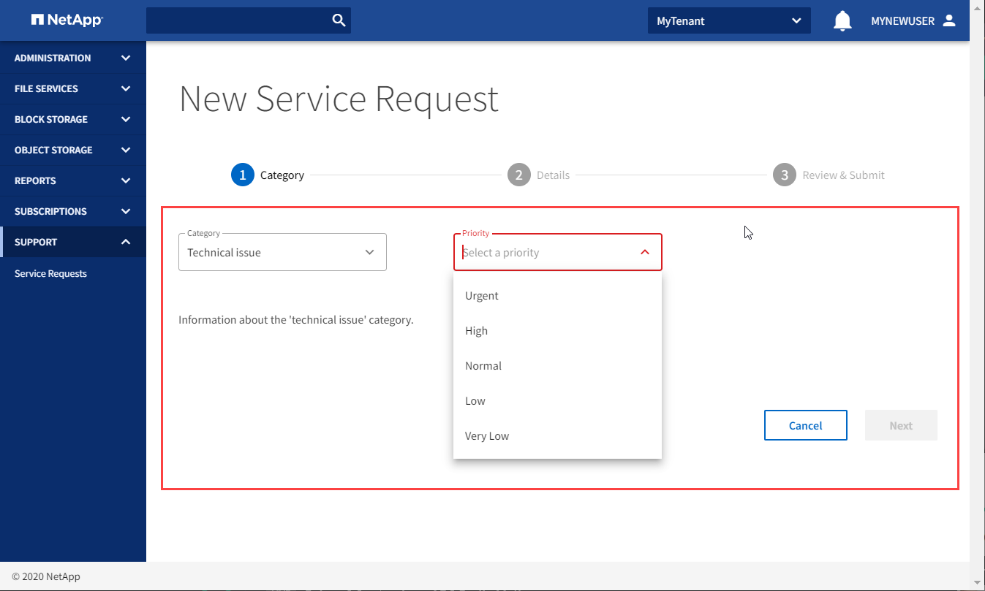 NetApp
MyTenant
MYNEWUSER
ADMINISTRATION
FILE SERVICES
BLOCK STORAGE
OBJECT STORAGE
REPORTS
SUBSCRIPTIONS
SUPPORT
Service Requests
New Service Request
1 Category
2 Details
3 Review & Submit
Category
Technical issue
Priority
Select a priority
Urgent
High
Normal
Low
Very Low
Information about the 'technical issue' category.
Cancel
Next
© 2020 NetApp